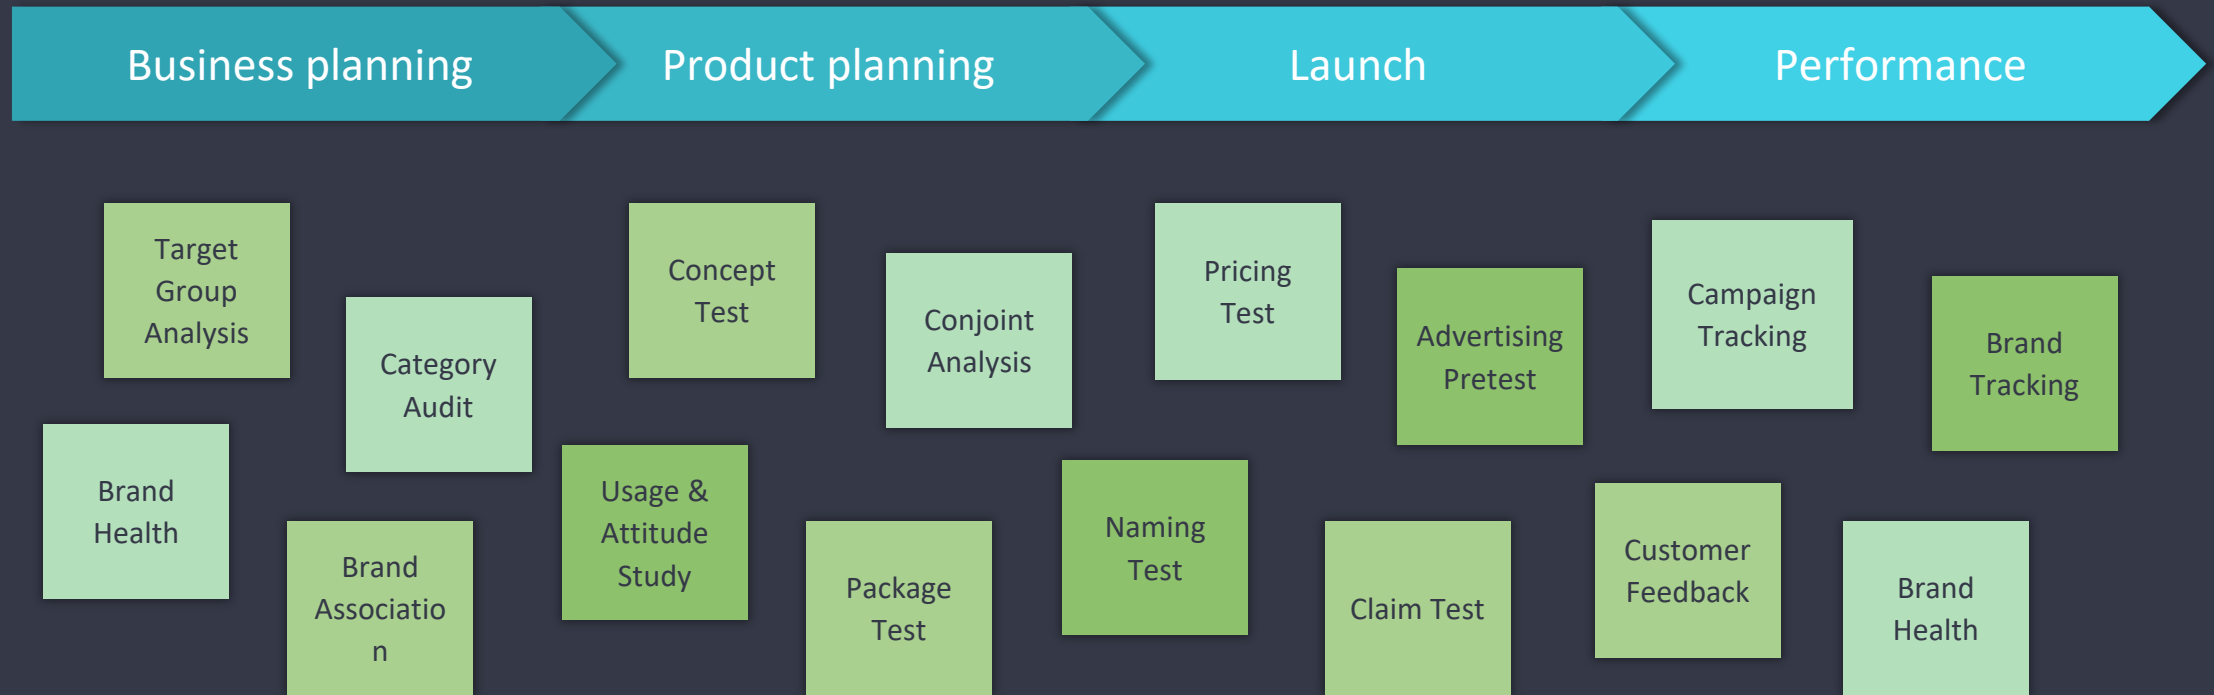 Business planning
Product planning
Launch
Performance
Target
Group
Analysis
Category
Audit
Brand
Health
Brand
Associatio
n
Concept
Test
Conjoint
Analysis
Usage &
Attitude
Study
Package
Test
Pricing
Test
Advertising
Pretest
Naming
Test
Claim Test
Campaign
Tracking
Brand
Tracking
Customer
Feedback
Brand
Health